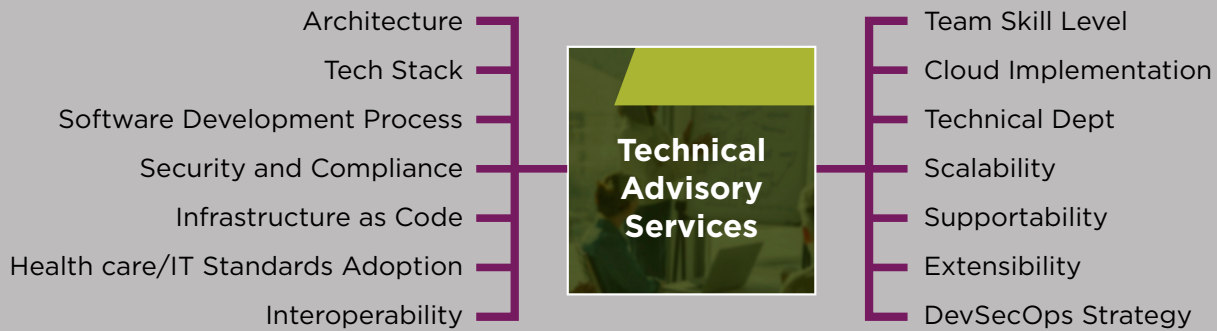 Architecture
Tech Stack
Software Development Process
Security and Compliance
Infrastructure as Code
Health care/IT Standards Adoption
Interoperability
Technical
Advisory
Services
Team Skill Level
Cloud Implementation
Technical Dept
Scalability
Supportability
Extensibility
DevSecOps Strategy